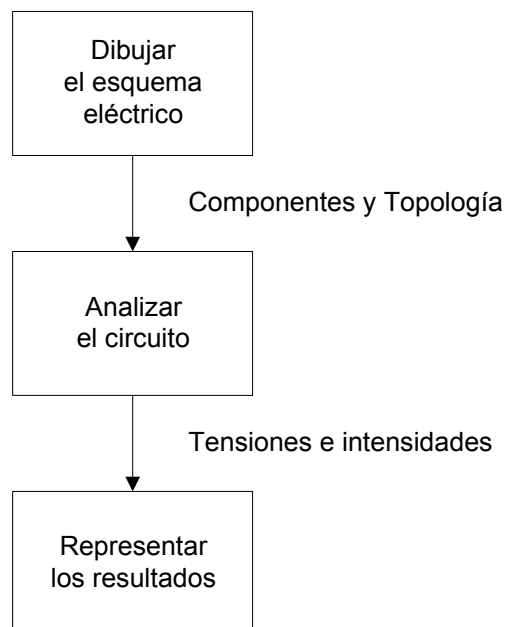 Dibujar
el esquema
eléctrico
Componentes y Topología
Analizar
el circuito
Tensiones e intensidades
Representar
los resultados